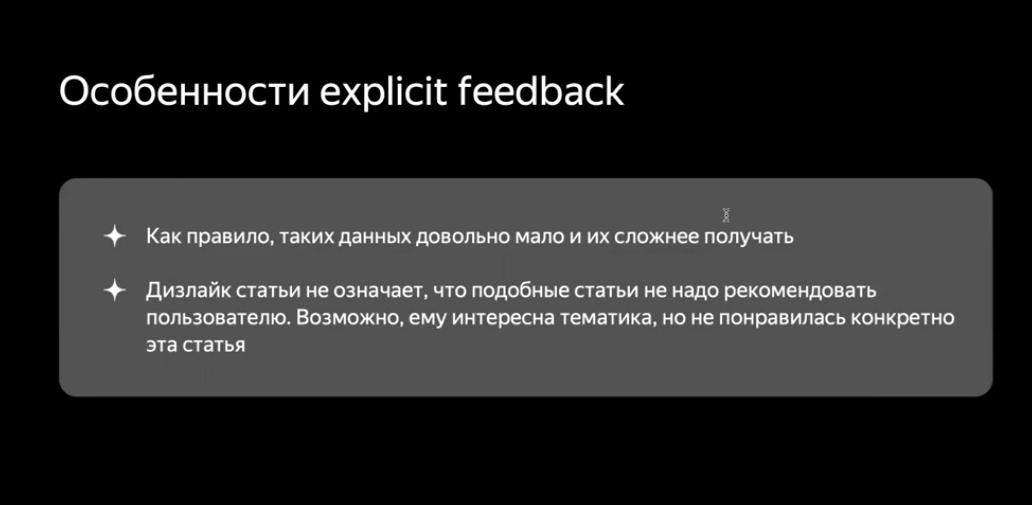 Особенности explicit feedback
Как правило, таких данных довольно мало и их сложнее получать
Дизлайк статьи не означает, что подобные статьи не надо рекомендовать
пользователю. Возможно, ему интересна тематика, но не понравилась конкретно
эта статья